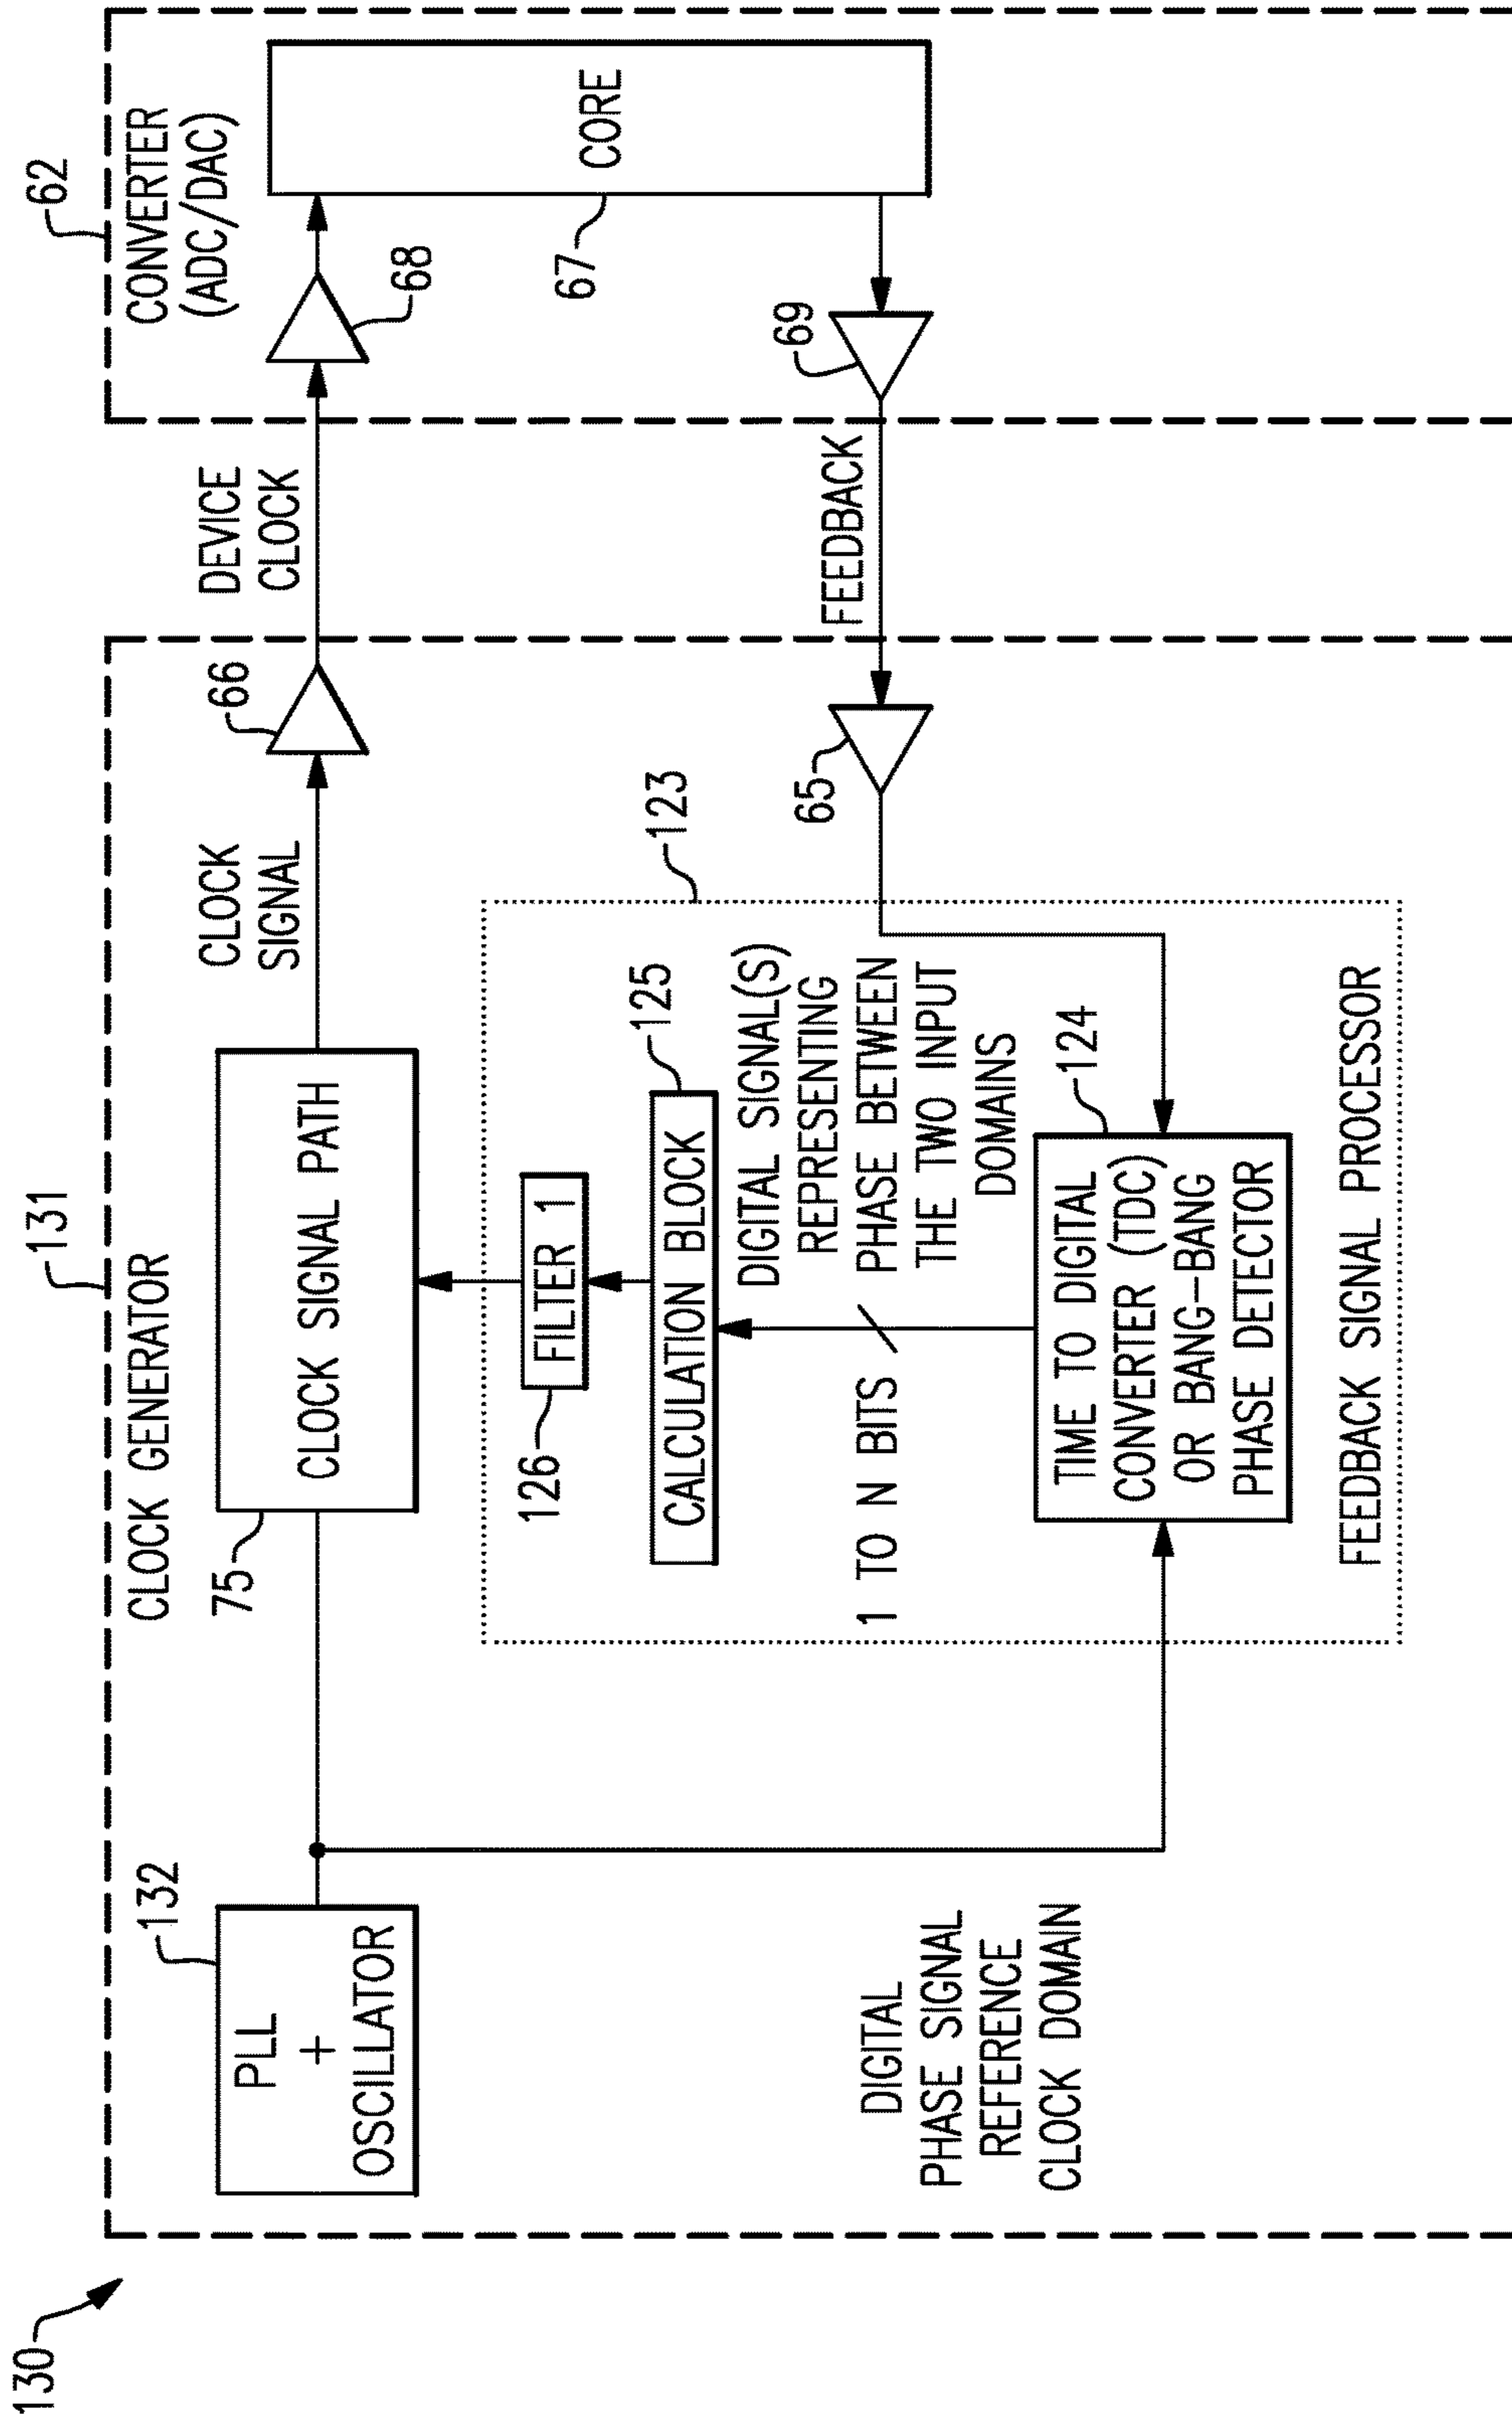 130
131
62
CLOCK GENERATOR
CONVERTER
(ADC/DAC)
132
PLL
+
OSCILLATOR
75
CLOCK SIGNAL PATH
CLOCK
SIGNAL
66
DEVICE
CLOCK
68
67
CORE
126
FILTER 1
125
CALCULATION BLOCK
123
65
FEEDBACK
69
1 TO N BITS
DIGITAL SIGNAL(S)
REPRESENTING
PHASE BETWEEN
THE TWO INPUT
DOMAINS
DIGITAL
PHASE SIGNAL
REFERENCE
CLOCK DOMAIN
124
TIME TO DIGITAL
CONVERTER (TDC)
OR BANG-BANG
PHASE DETECTOR
FEEDBACK SIGNAL PROCESSOR